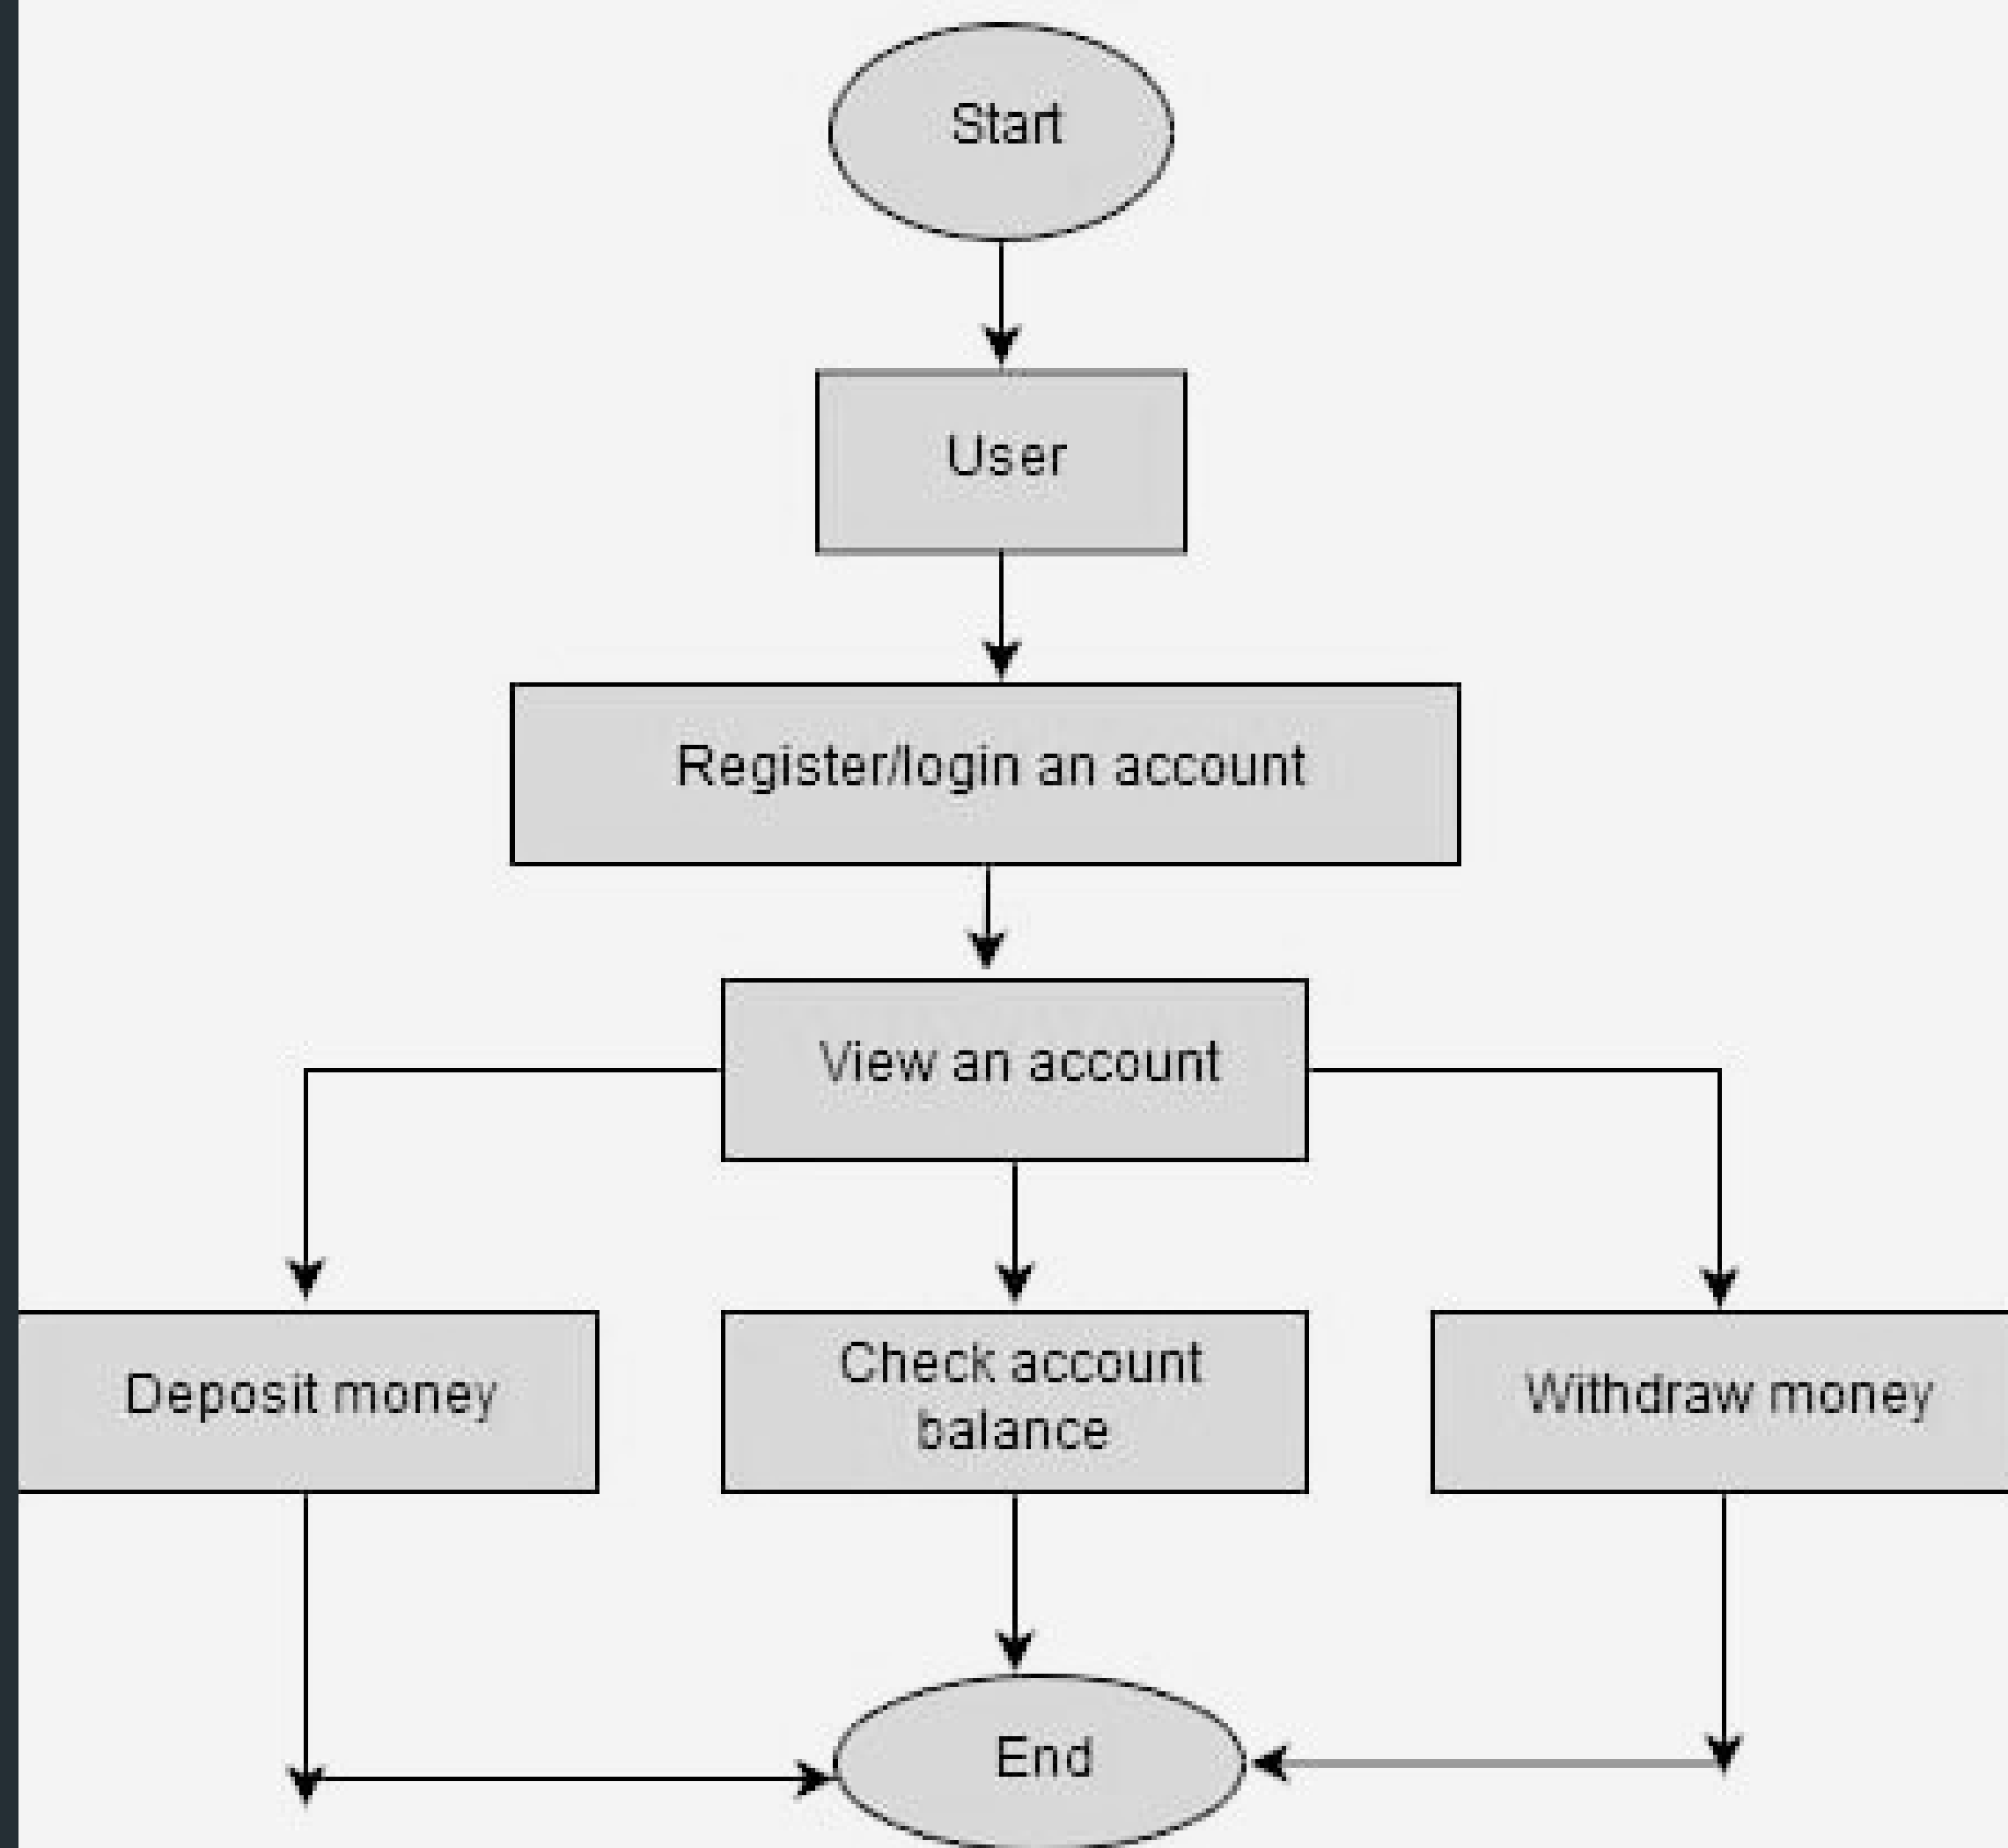 Start
User
Register/login an account
View an account
Deposit money
Check account
balance
Withdraw money
End